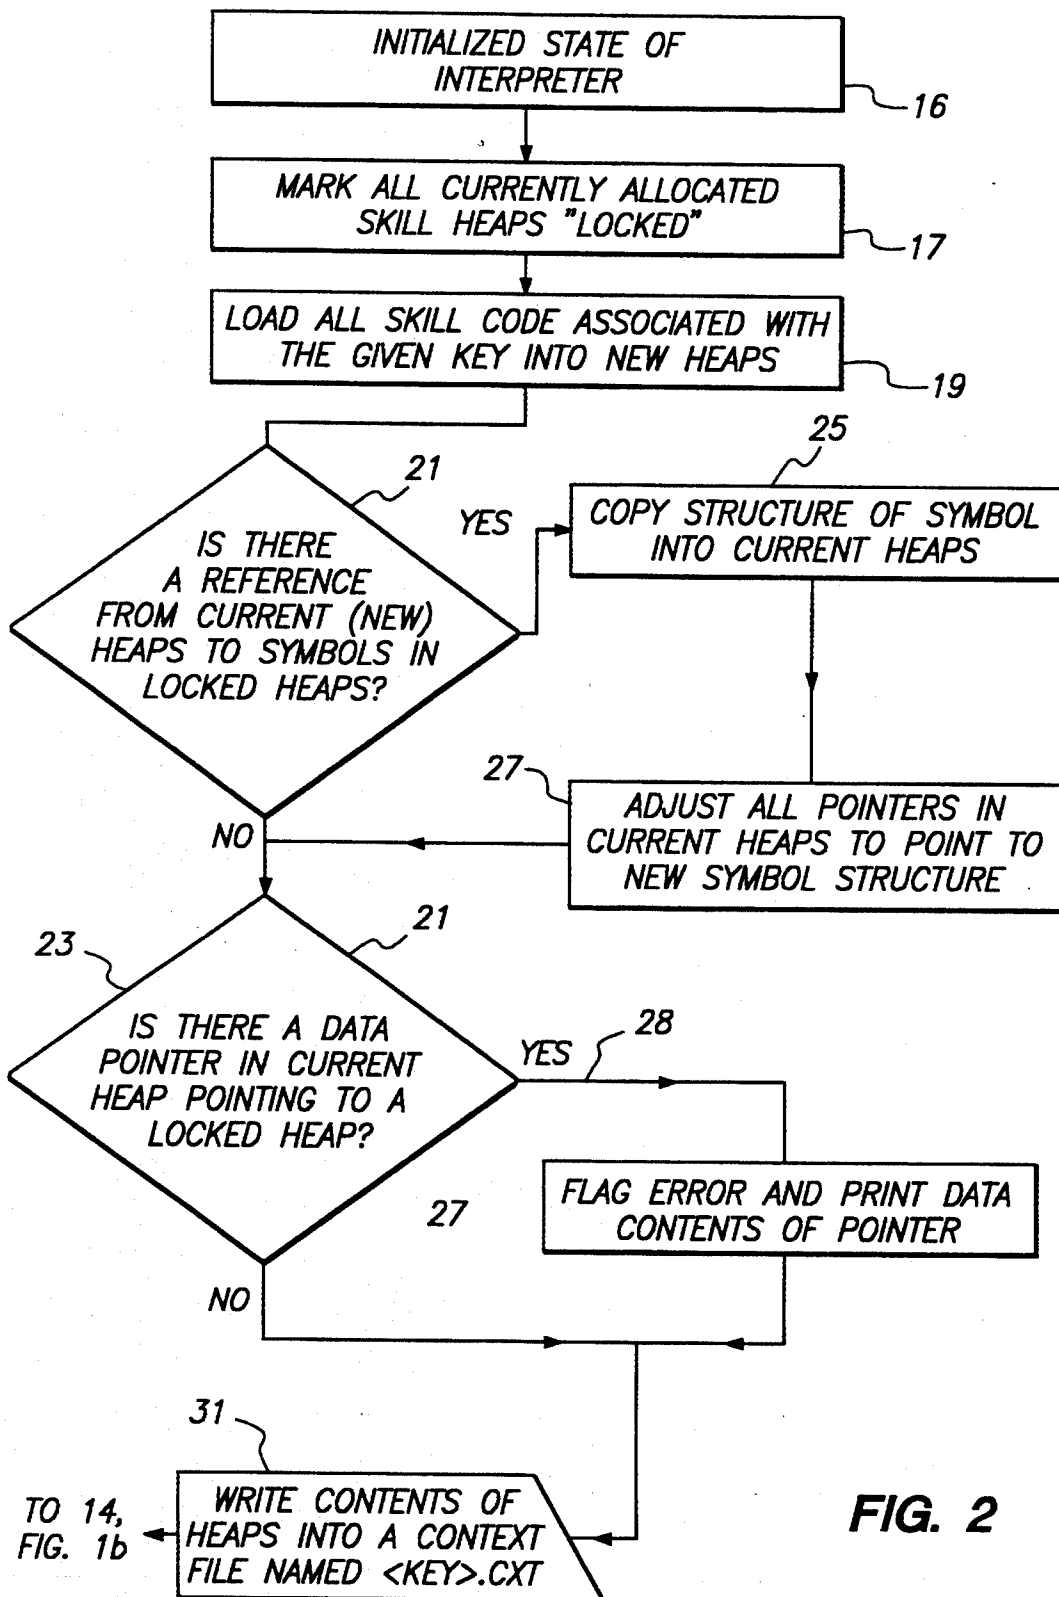 INITIALIZED STATE OF
INTERPRETER
16
MARK ALL CURRENTLY ALLOCATED
SKILL HEAPS "LOCKED"
17
LOAD ALL SKILL CODE ASSOCIATED WITH
THE GIVEN KEY INTO NEW HEAPS
19
21
IS THERE
A REFERENCE
FROM CURRENT (NEW)
HEAPS TO SYMBOLS IN
LOCKED HEAPS?
YES
25
COPY STRUCTURE OF SYMBOL
INTO CURRENT HEAPS
27
ADJUST ALL POINTERS IN
CURRENT HEAPS TO POINT TO
NEW SYMBOL STRUCTURE
NO
23
21
IS THERE A DATA
POINTER IN CURRENT
HEAP POINTING TO A
LOCKED HEAP?
YES
28
27
FLAG ERROR AND PRINT DATA
CONTENTS OF POINTER
NO
31
WRITE CONTENTS OF
HEAPS INTO A CONTEXT
FILE NAMED <KEY>.CXT
TO 14,
FIG. 1b
FIG. 2